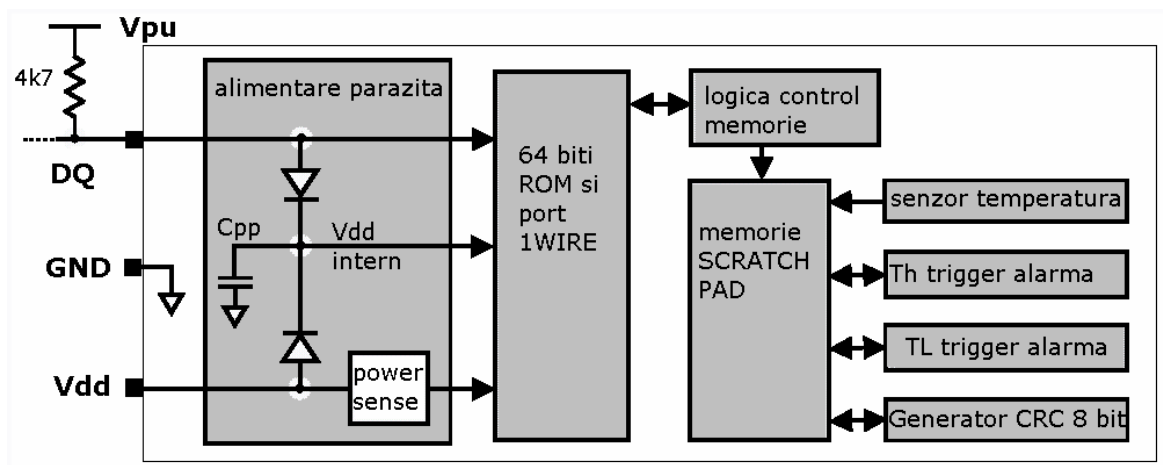 Vpu
4k7
DQ
GND
Vdd
alimentare parazita
Cpp
Vdd
intern
power
sense
64 biti
ROM si
port
1WIRE
logica control
memorie
memorie
SCRATCH
PAD
senzor temperatura
Th trigger alarma
TL trigger alarma
Generator CRC 8 bit